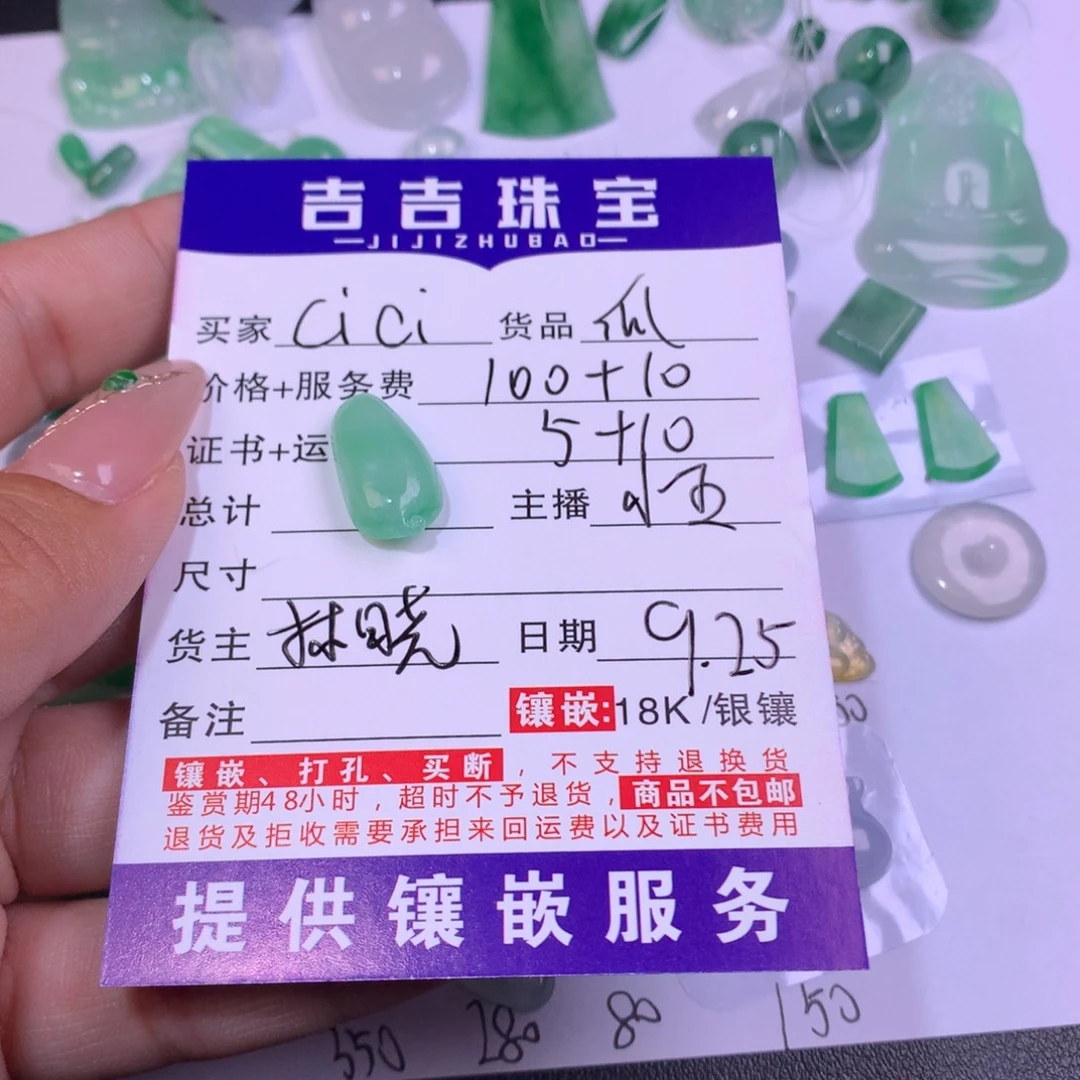 吉吉珠宝
JIJIZHUBAO
买家 Ci Ci 货品
价格+服务费 100+10
证书+运 5+10
总计 主播
尺寸
货主 林晓 日期 9.25
备注 镶嵌:18K/银镶
镶嵌、打孔、买断,不支持退换货
鉴赏期48小时,超时不予退货,商品不包邮
退货及拒收需要承担来回运费以及证书费用
提供镶嵌服务
350 280 80 150